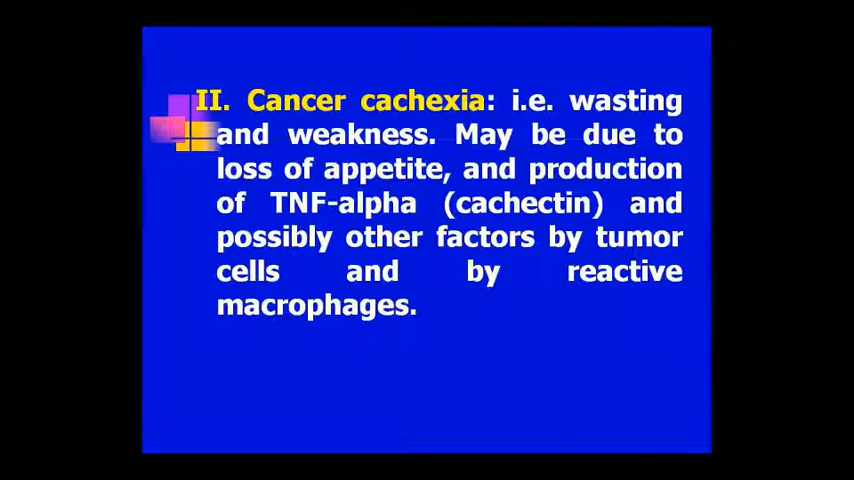 II. Cancer cachexia: i.e. wasting
and weakness. May be due to
loss of appetite, and production
of TNF-alpha (cachectin) and
possibly other factors by tumor
cells and by reactive
macrophages.